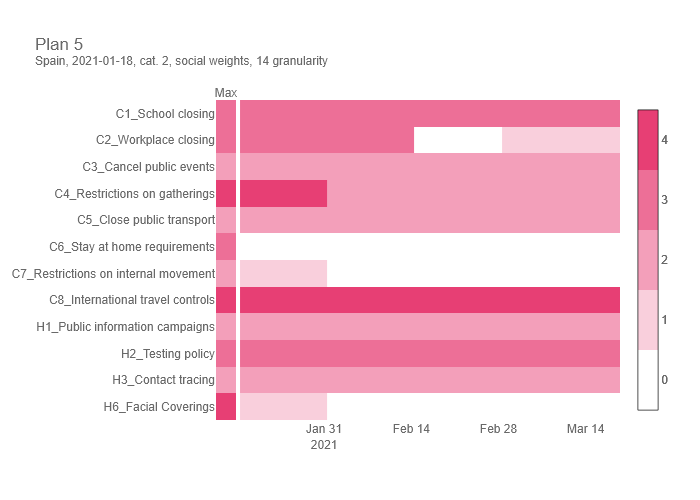 Plan 5
Spain, 2021-01-18, cat. 2, social weights, 14 granularity
Max
C1_School closing
C2_Workplace closing
C3_Cancel public events
C4_Restrictions on gatherings
C5_Close public transport
C6_Stay at home requirements
C7_Restrictions on internal movement
C8_International travel controls
H1_Public information campaigns
H2_Testing policy
H3_Contact tracing
H6_Facial Coverings
Jan 31 Feb 14 Feb 28 Mar 14
2021
4
3
2
1
0